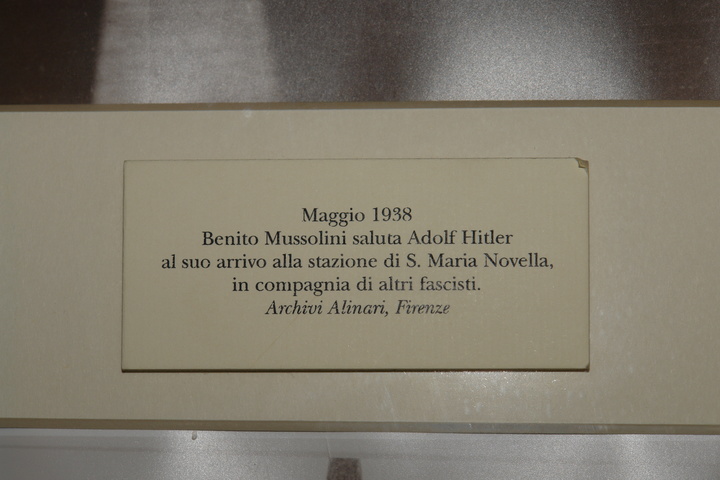 Maggio 1938
Benito Mussolini saluta Adolf Hitler
al suo arrivo alla stazione di S. Maria Novella,
in compagnia di altri fascisti.
Archivi Alinari, Firenze